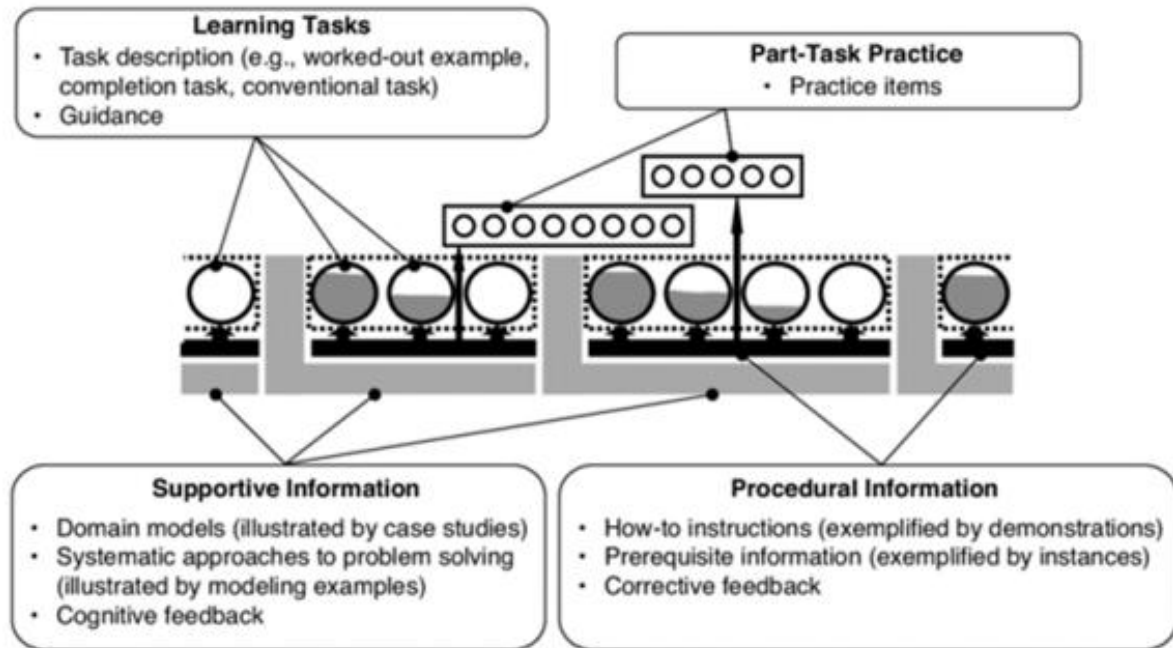 Learning Tasks
• Task description (e.g., worked-out example,
completion task, conventional task)
• Guidance
Part-Task Practice
• Practice items
Supportive Information
• Domain models (illustrated by case studies)
• Systematic approaches to problem solving
(illustrated by modeling examples)
• Cognitive feedback
Procedural Information
• How-to instructions (exemplified by demonstrations)
• Prerequisite information (exemplified by instances)
• Corrective feedback